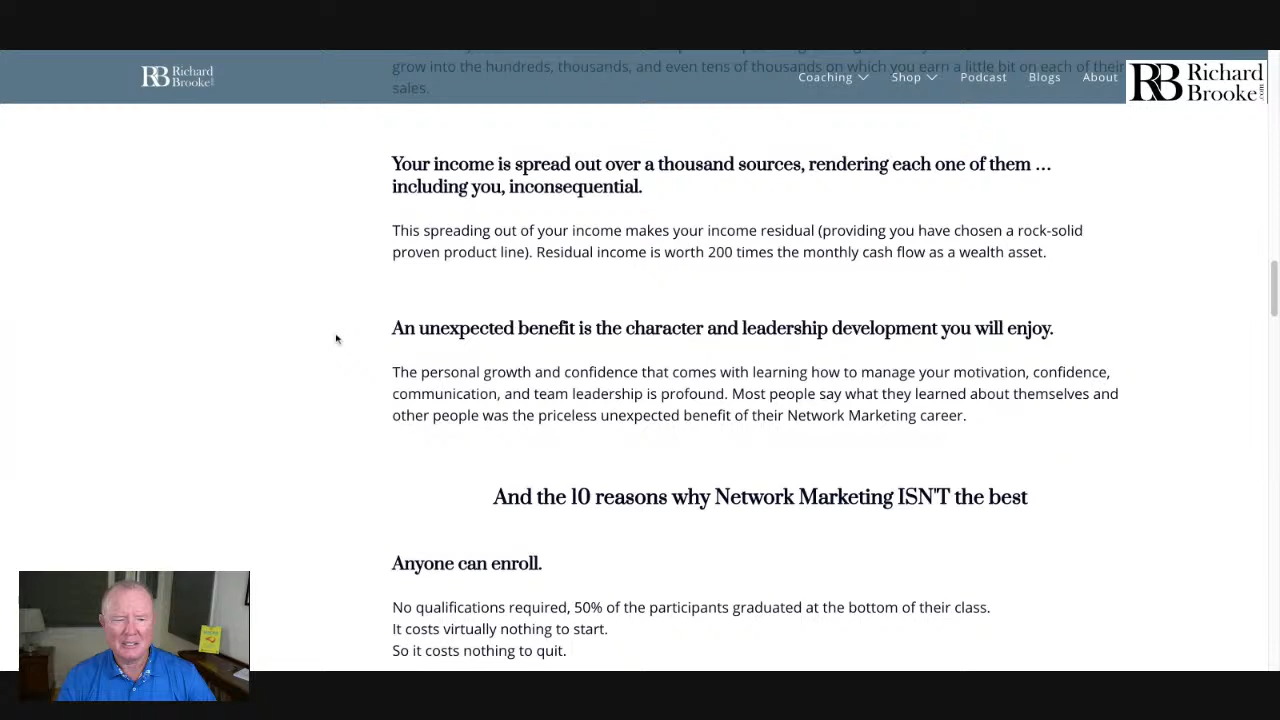 grow into the hundreds, thousands, and even tens of thousands on which you earn a little bit on each of their
sales.
RB Richard Brooke
Coaching Shop Podcast Blogs About
RB Richard Brooke .com
Your income is spread out over a thousand sources, rendering each one of them …
including you, inconsequential.
This spreading out of your income makes your income residual (providing you have chosen a rock-solid
proven product line). Residual income is worth 200 times the monthly cash flow as a wealth asset.
An unexpected benefit is the character and leadership development you will enjoy.
The personal growth and confidence that comes with learning how to manage your motivation, confidence,
communication, and team leadership is profound. Most people say what they learned about themselves and
other people was the priceless unexpected benefit of their Network Marketing career.
And the 10 reasons why Network Marketing ISN'T the best
Anyone can enroll.
No qualifications required, 50% of the participants graduated at the bottom of their class.
It costs virtually nothing to start.
So it costs nothing to quit.